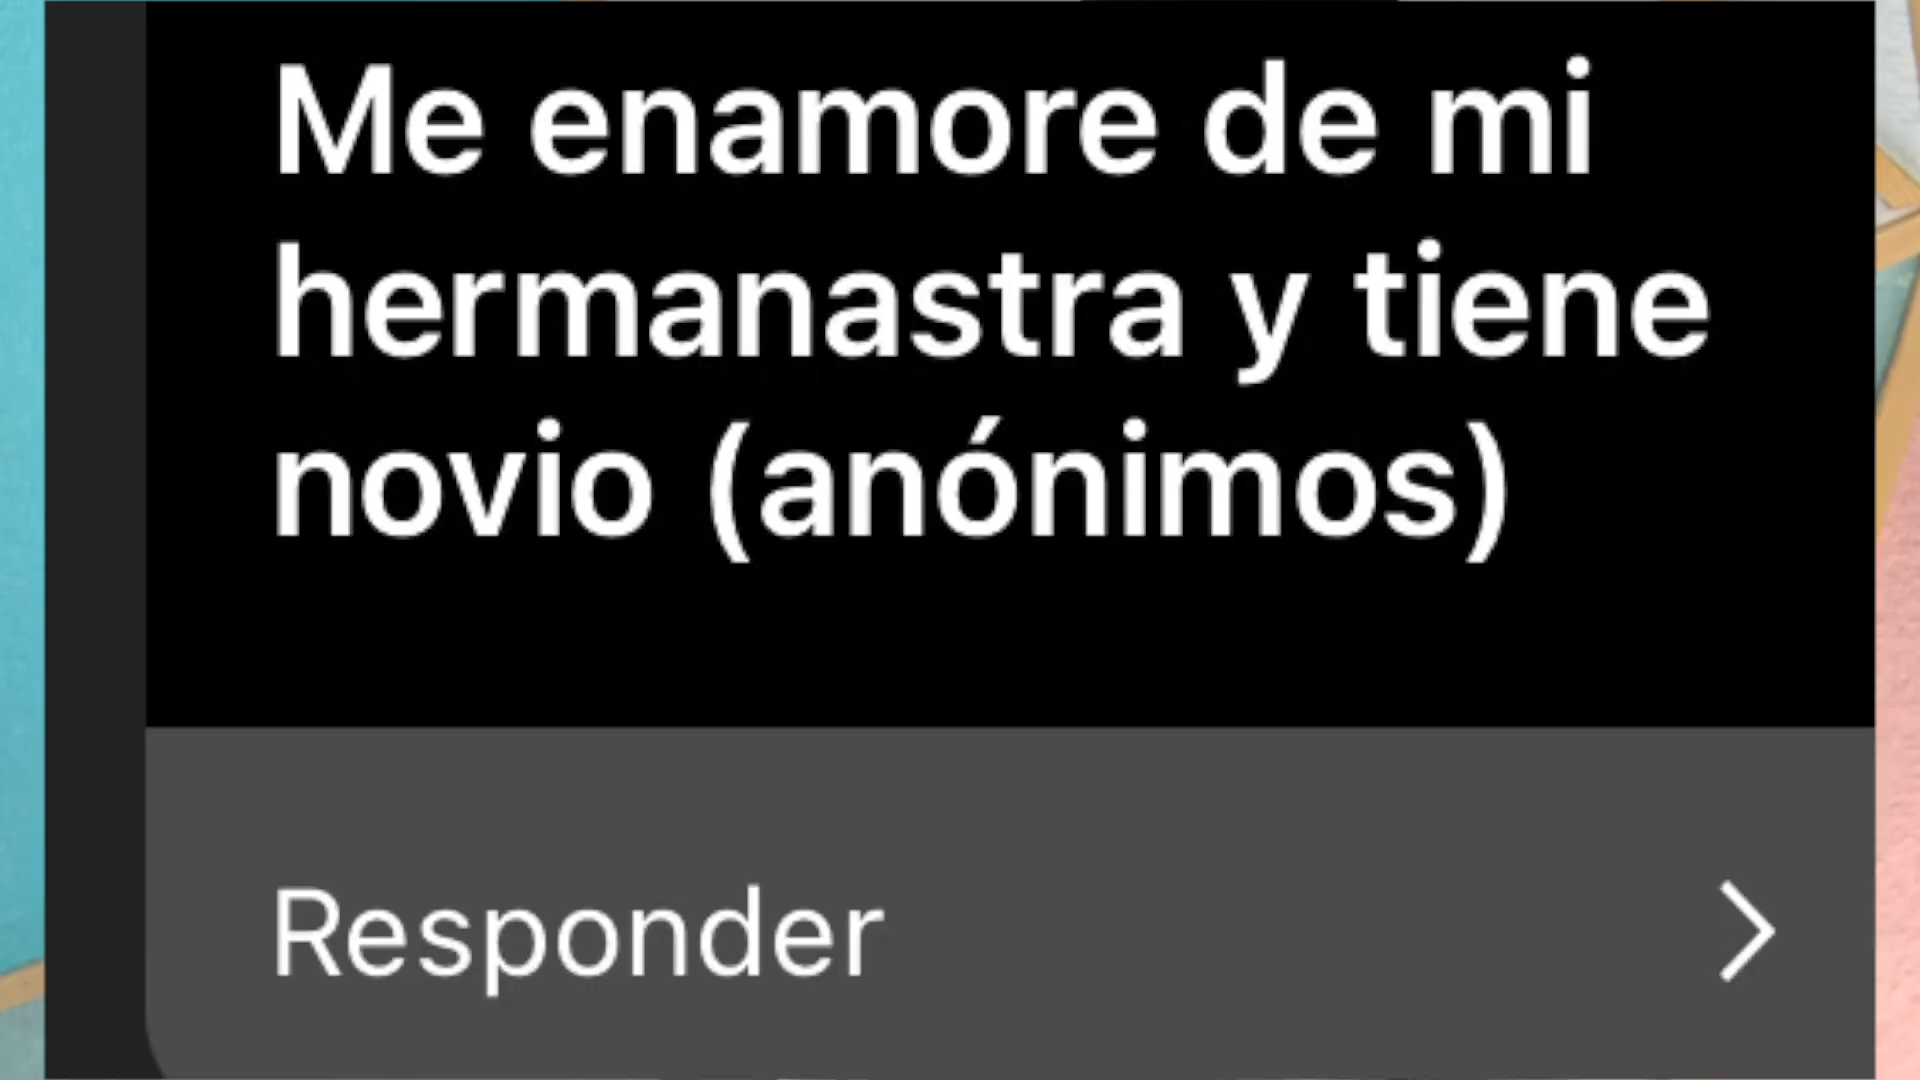 Me enamore de mi
hermanastra y tiene
novio (anónimos)
Responder